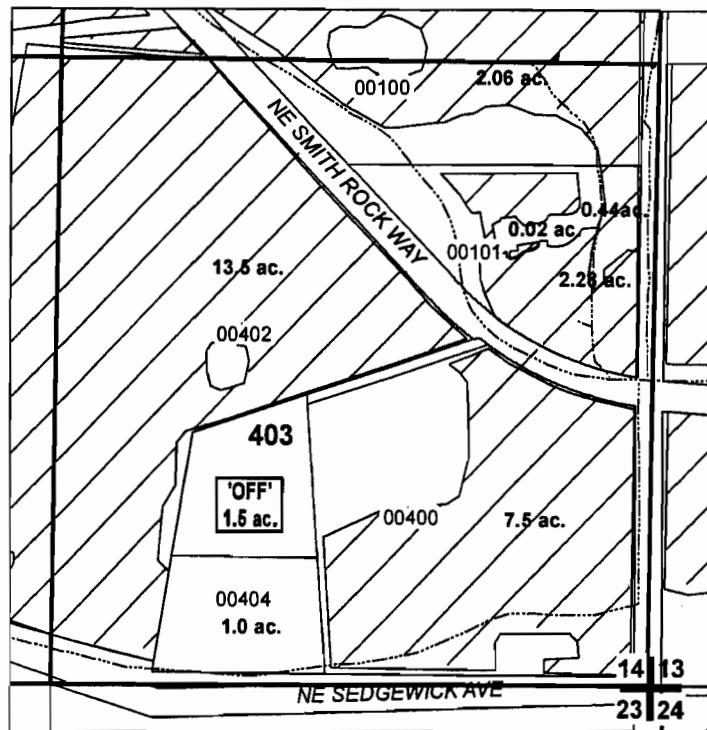 00100
2.06 ac.
NE SMITH ROCK WAY
0.44ac.
0.02 ac
00101
2.28 ac.
13.5 ac.
00402
403
'OFF'
1.5 ac.
00400
7.5 ac.
00404
1.0 ac.
14 13
NE SEDGEWICK AVE
23 24